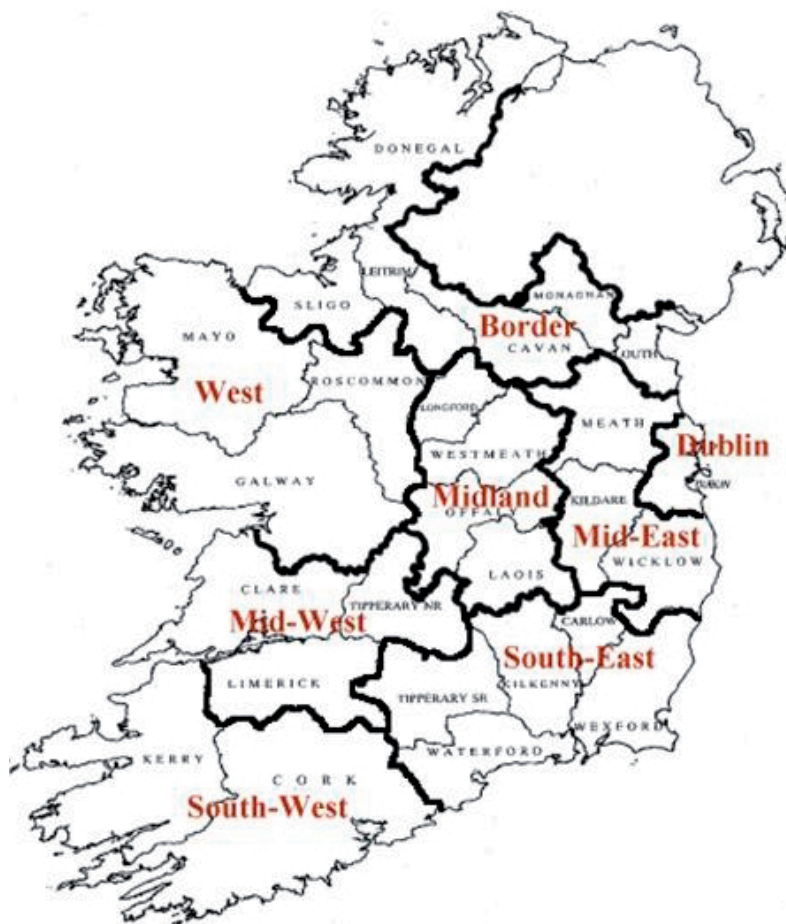 DONEGAL
LEITRIM
MONAGHAN
SLIGO
Border
MAYO
CAVAN
LOUTH
ROSCOMMON
West
LONGFORD
MEATH
Dublin
WESTMEATH
DUBLIN
GALWAY
Midland
KILDARE
OFFALY
Mid-East
WICKLOW
LAOIS
CLARE
TIPPERARY NR
Mid-West
CARLOW
South-East
LIMERICK
KILKENNY
TIPPERARY SR
WEXFORD
WATERFORD
KERRY
CORK
South-West